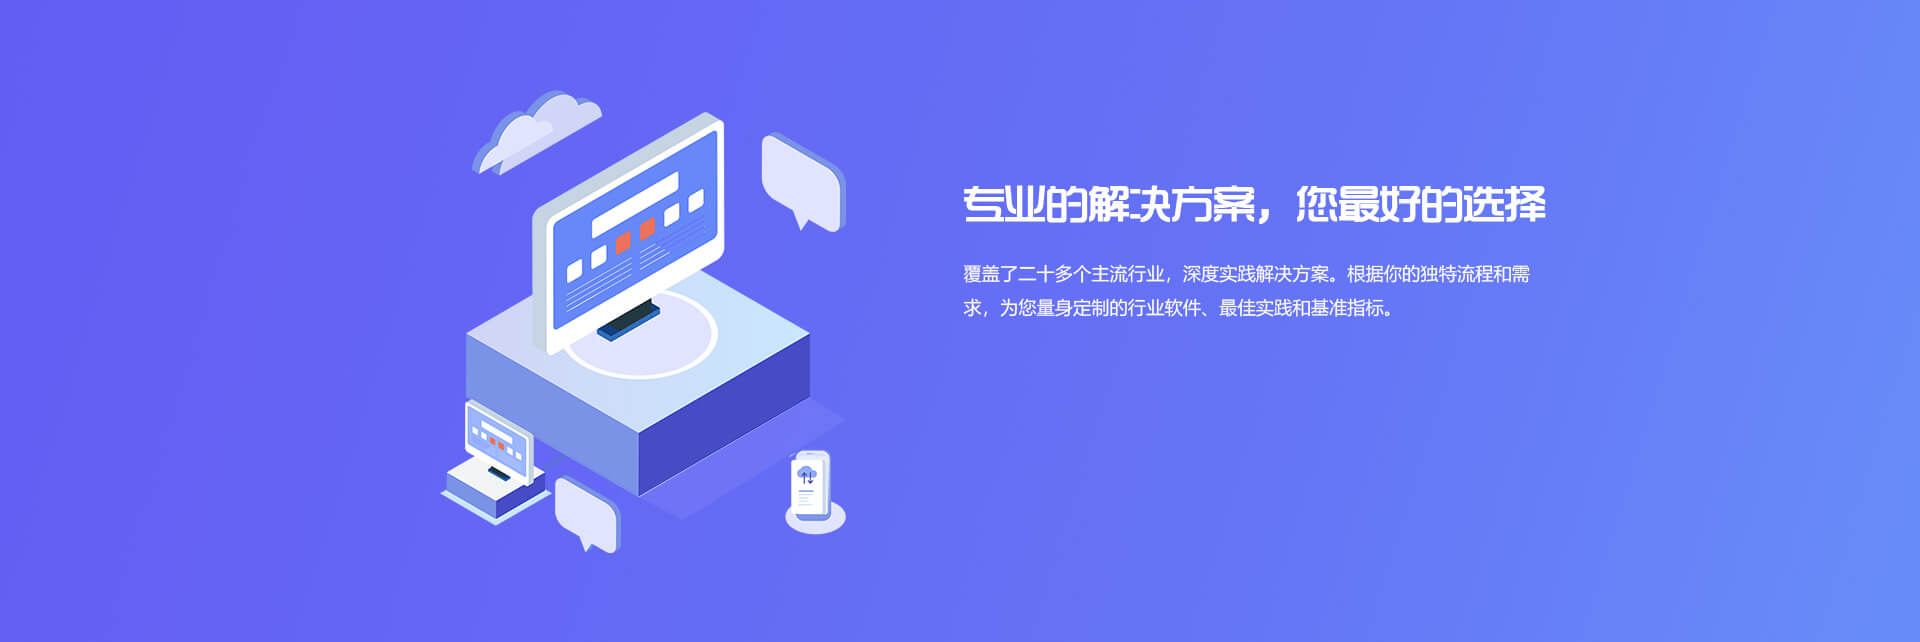 专业的解决方案，您最好的选择
覆盖了二十多个主流行业，深度实践解决方案。根据你的独特流程和需
求，为您量身定制的行业软件、最佳实践和基准指标。